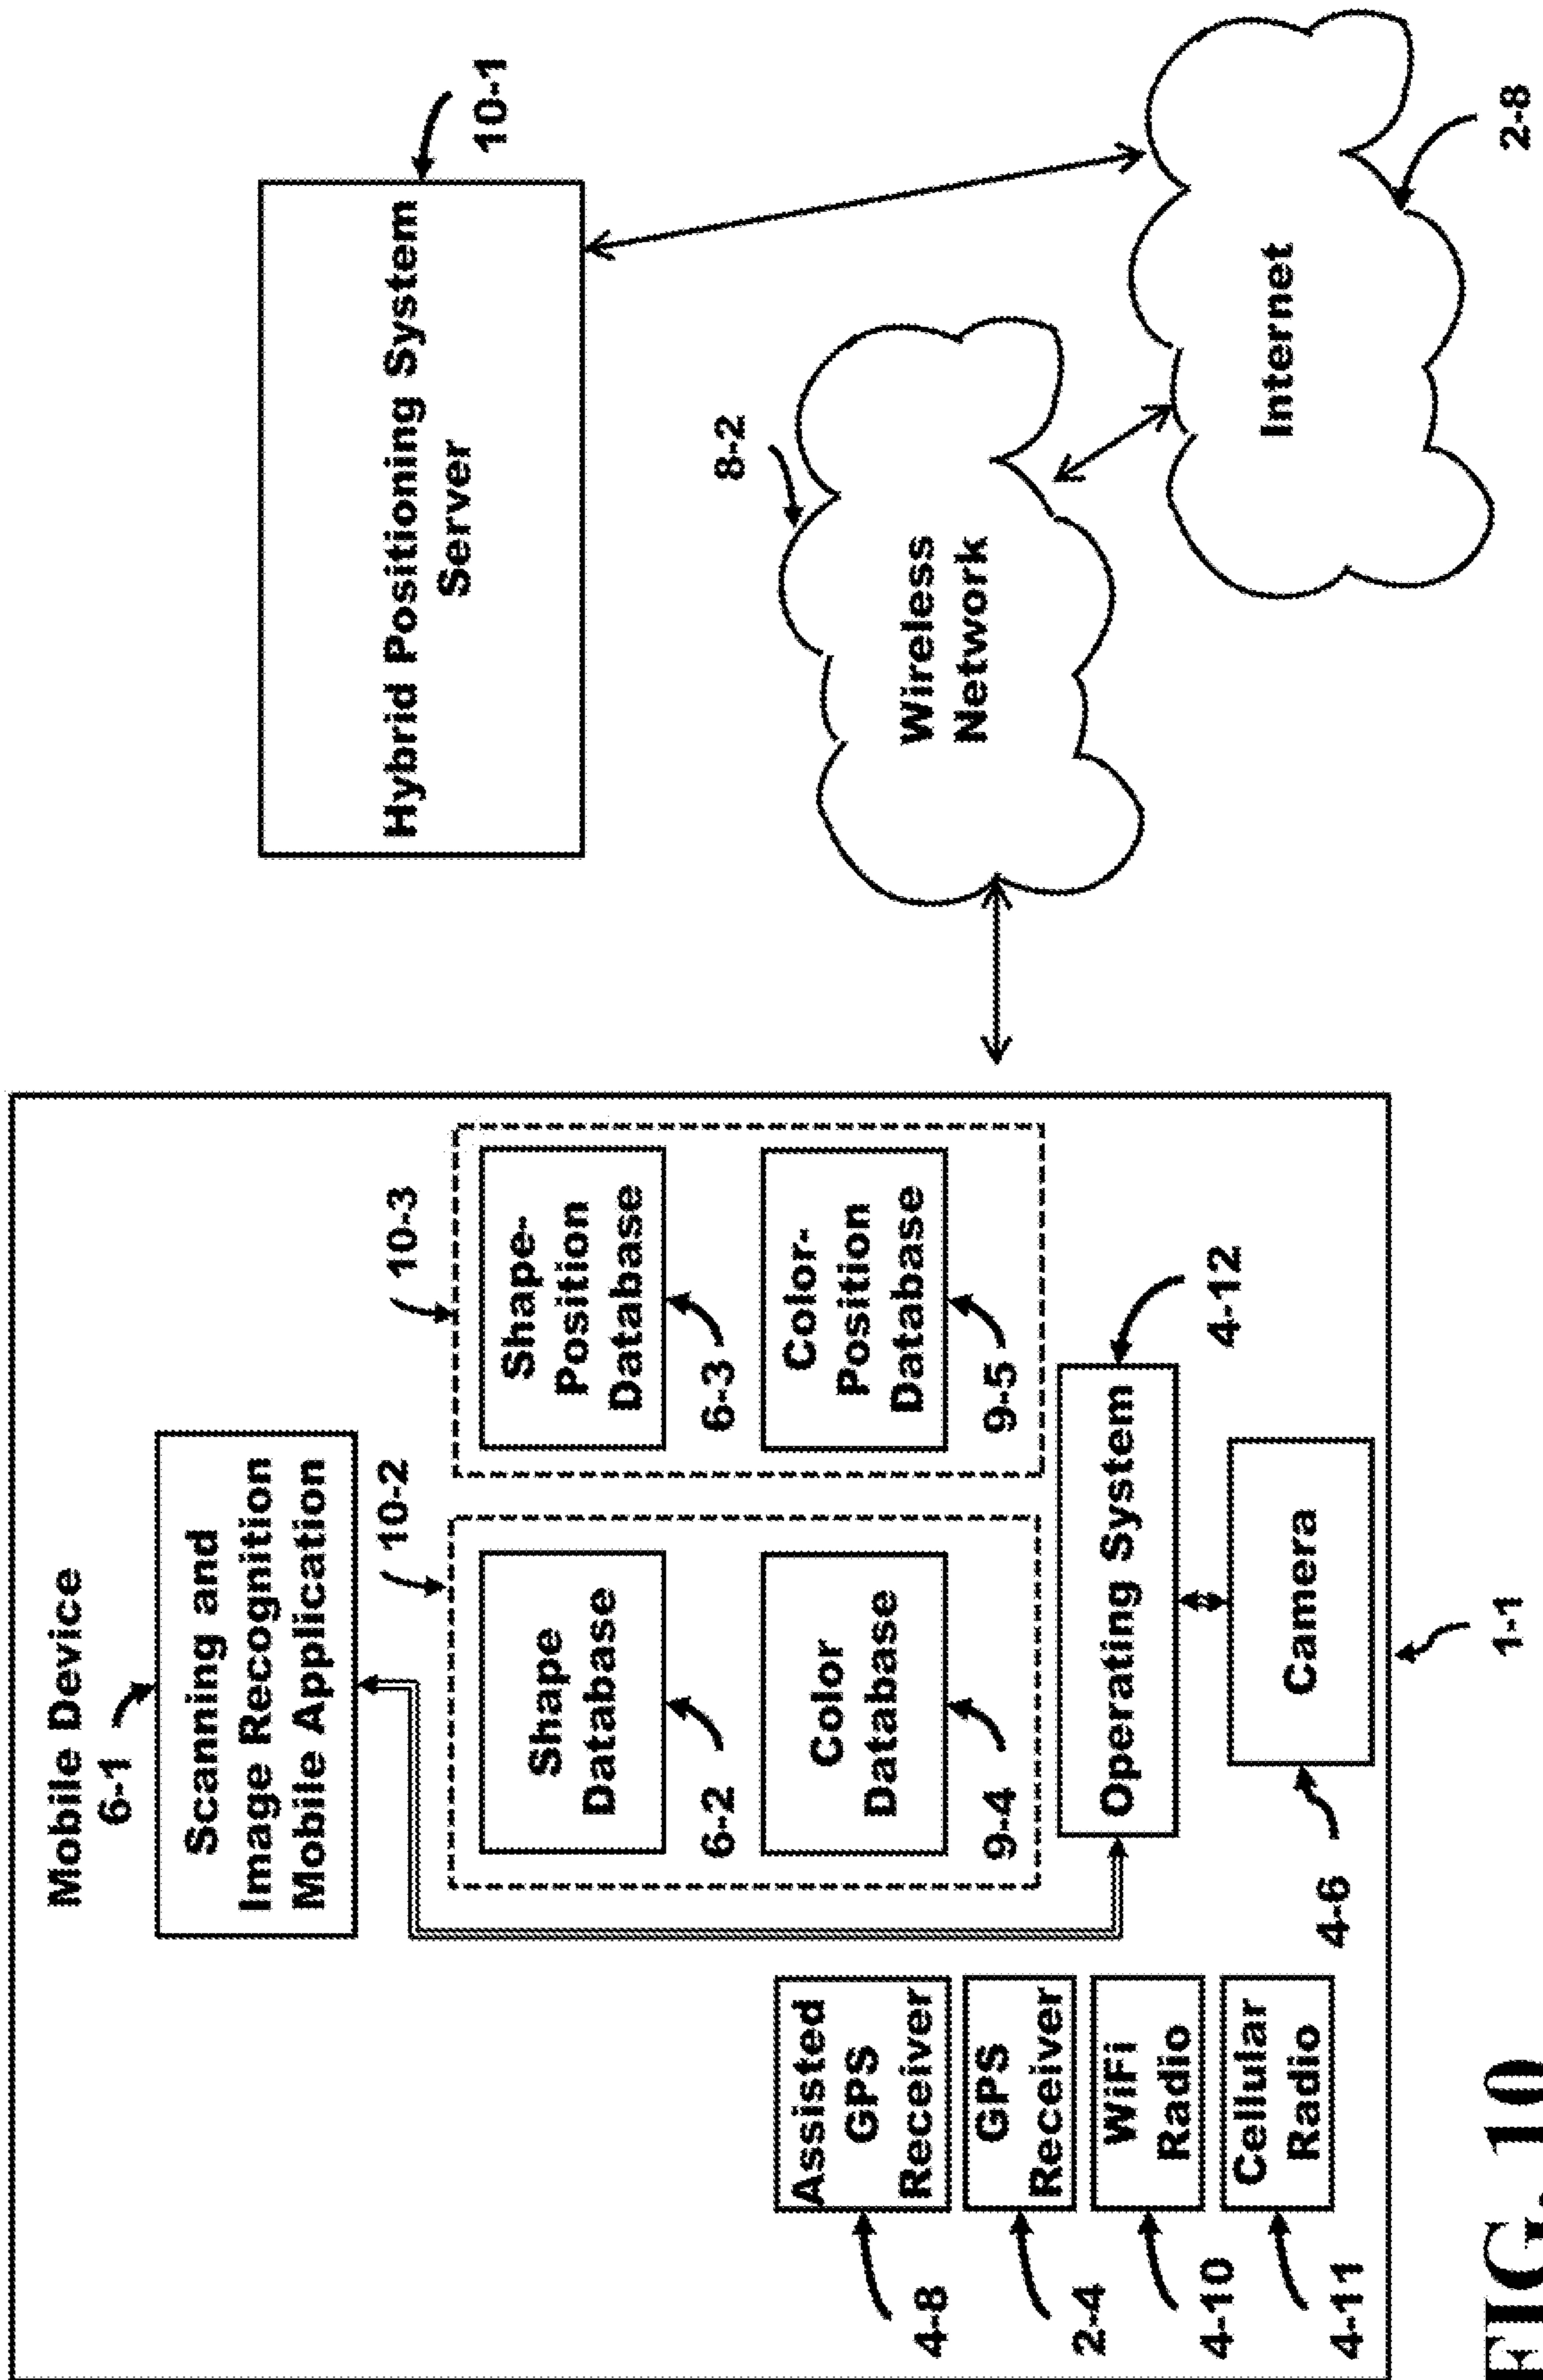 Mobile Device
6-1
Scanning and
Image Recognition
Mobile Application
10-2
10-3
Shape
Database
6-2
Color
Database
9-4
Shape-
Position
Database
6-3
Color-
Position
Database
9-5
Assisted
GPS
Receiver
4-8
GPS
Receiver
2-4
WiFi
Radio
4-10
Cellular
Radio
4-11
Operating System
4-12
Camera
4-6
1-1
Hybrid Positioning System
Server
10-1
8-2
Wireless
Network
Internet
2-8
FIG. 10